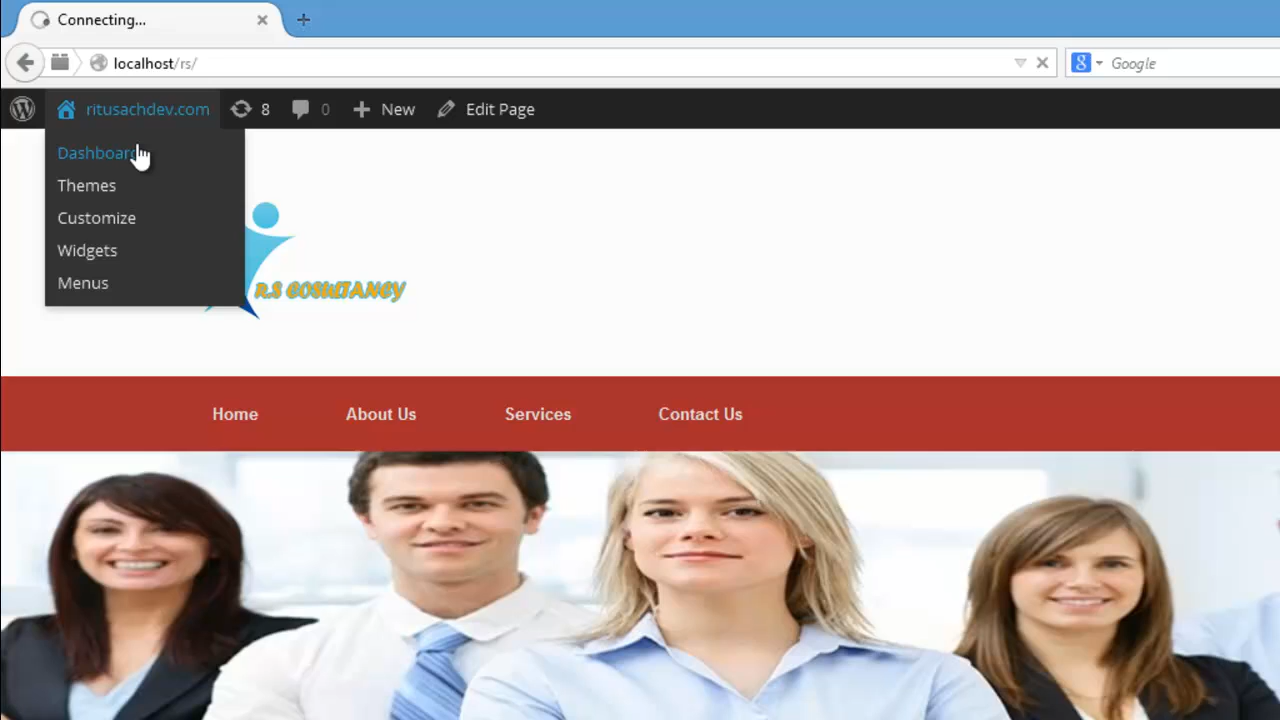 Connecting...
localhost/rs/
Google
ritusachdev.com 8 0 New Edit Page
Dashboard
Themes
Customize
Widgets
Menus
R.S COSULTANCY
Home About Us Services Contact Us